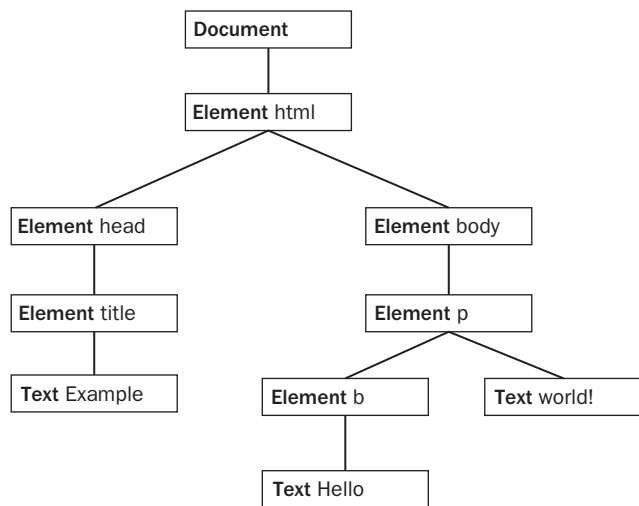 Document
Element html
Element head
Element body
Element title
Element p
Text Example
Element b
Text world!
Text Hello